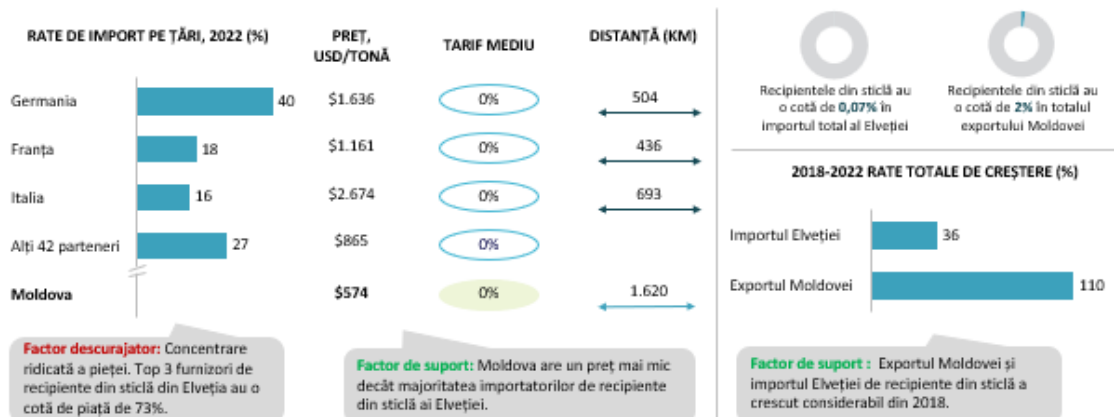 RATE DE IMPORT PE ȚĂRI, 2022 (%)
PREȚ,
USD/TONĂ
TARIF MEDIU
DISTANȚĂ (KM)
Germania
40
$1.636
0%
504
Franța
18
$1.161
0%
436
Italia
16
$2.674
0%
693
Alți 42 parteneri
27
$865
0%
Moldova
$574
0%
1.620
Factor descurajator: Concentrare
ridicată a pieței. Top 3 furnizori de
recipiente din sticlă din Elveția au o
cotă de piață de 73%.
Factor de suport: Moldova are un preț mai mic
decât majoritatea importatorilor de recipiente
din sticlă ai Elveției.
Recipientele din sticlă au
o cotă de 0,07% în
importul total al Elveției
Recipientele din sticlă au
o cotă de 2% în totalul
exportului Moldovei
2018-2022 RATE TOTALE DE CREȘTERE (%)
Importul Elveției
36
Exportul Moldovei
110
Factor de suport : Exportul Moldovei și
importul Elveției de recipiente din sticlă a
crescut considerabil din 2018.